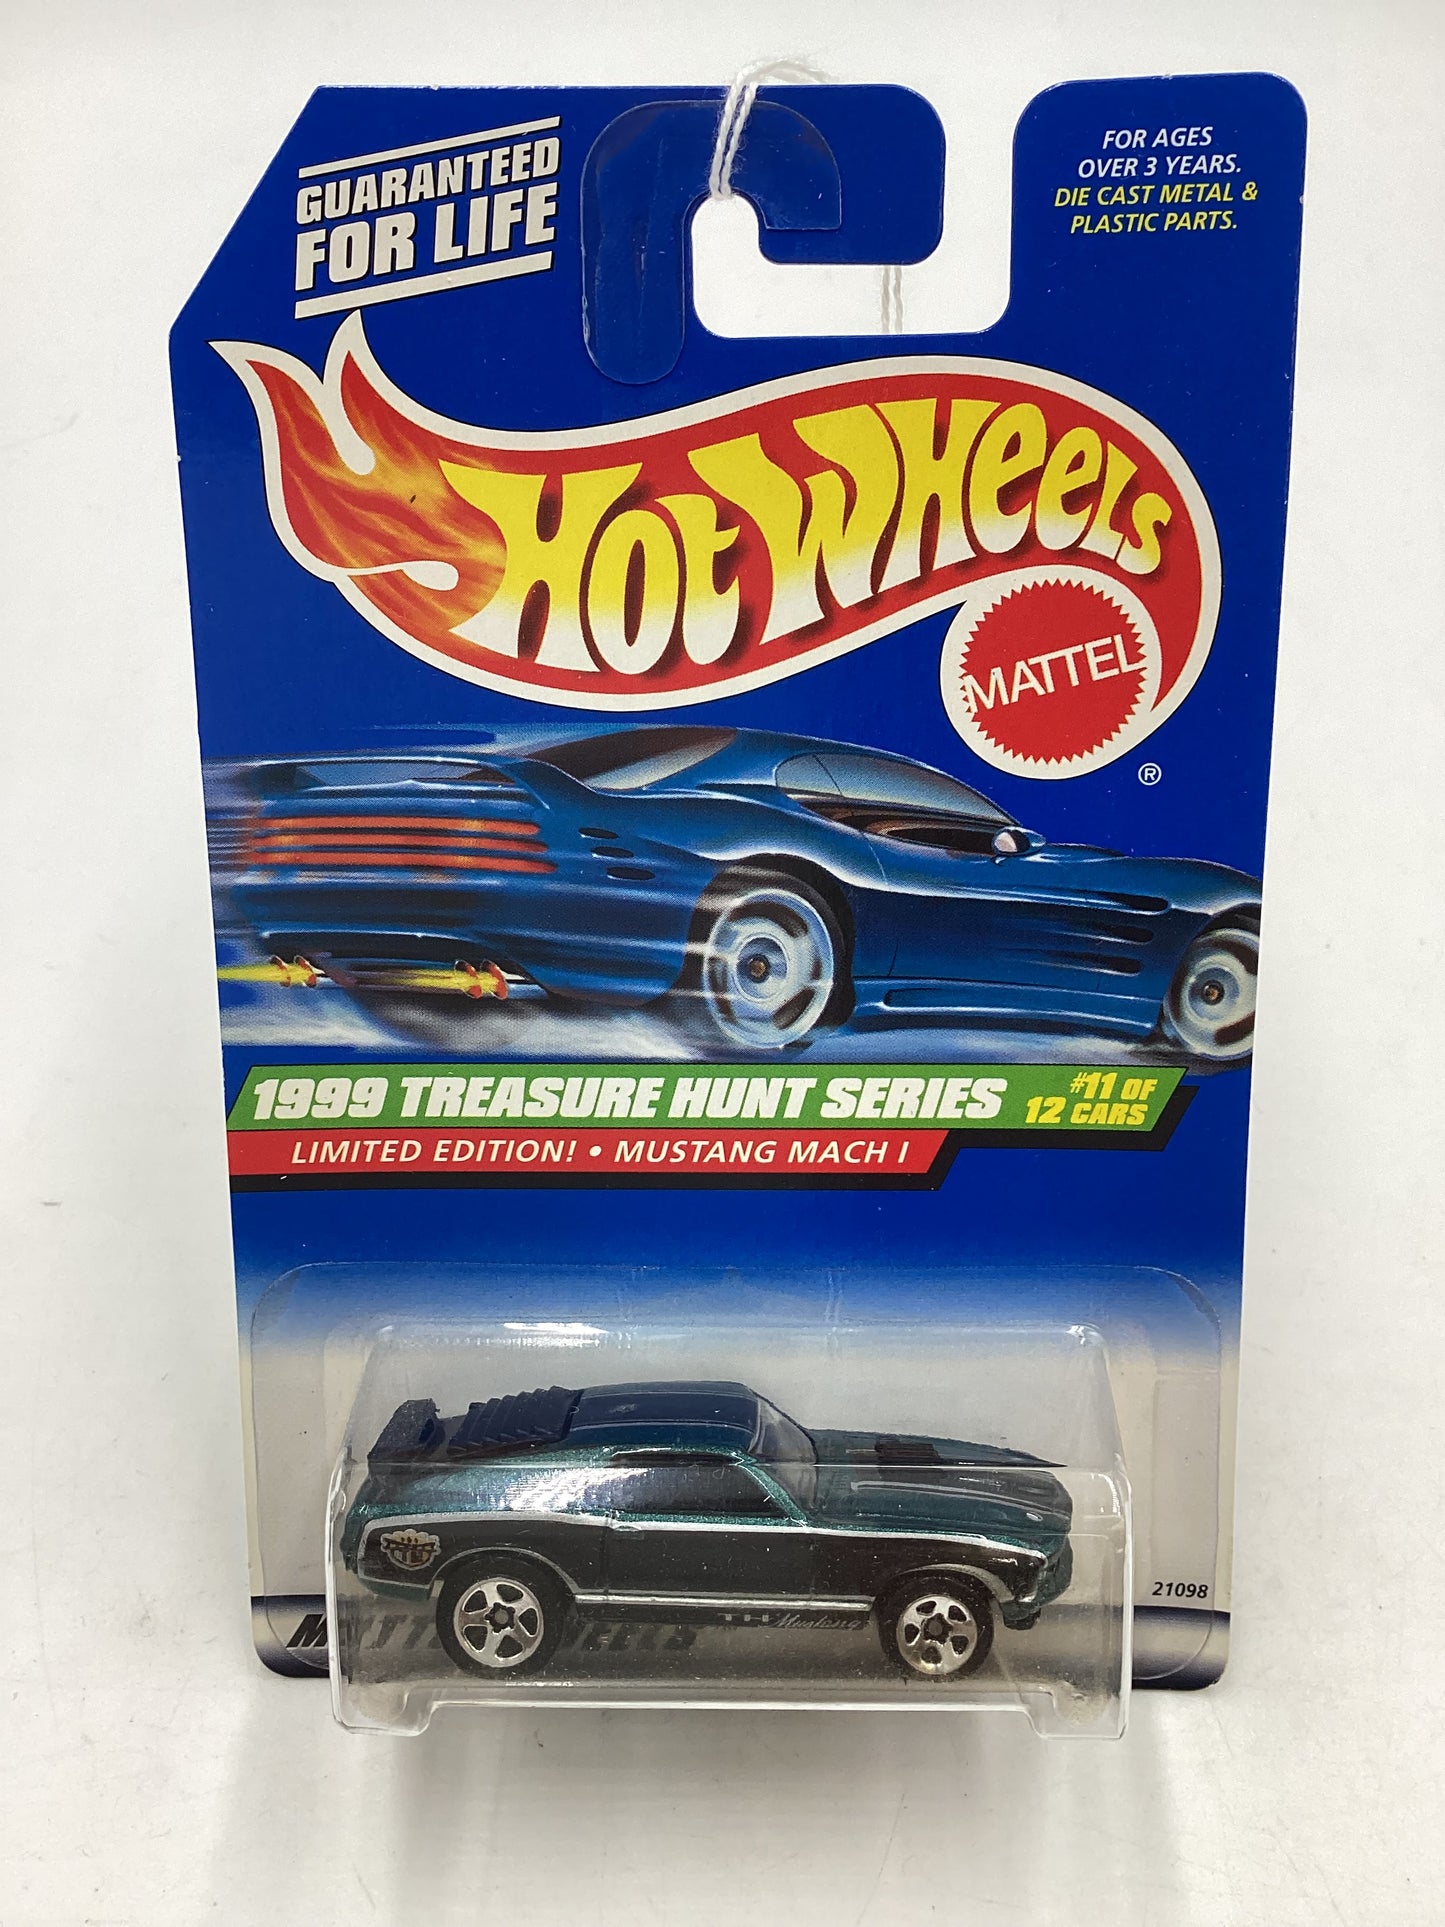 GUARANTEED
FOR LIFE
FOR AGES
OVER 3 YEARS.
DIE CAST METAL &
PLASTIC PARTS.
HOT WHEELS
MATTEL
®
1999 TREASURE HUNT SERIES
#11 OF
12 CARS
LIMITED EDITION! • MUSTANG MACH I
21098
Mustang